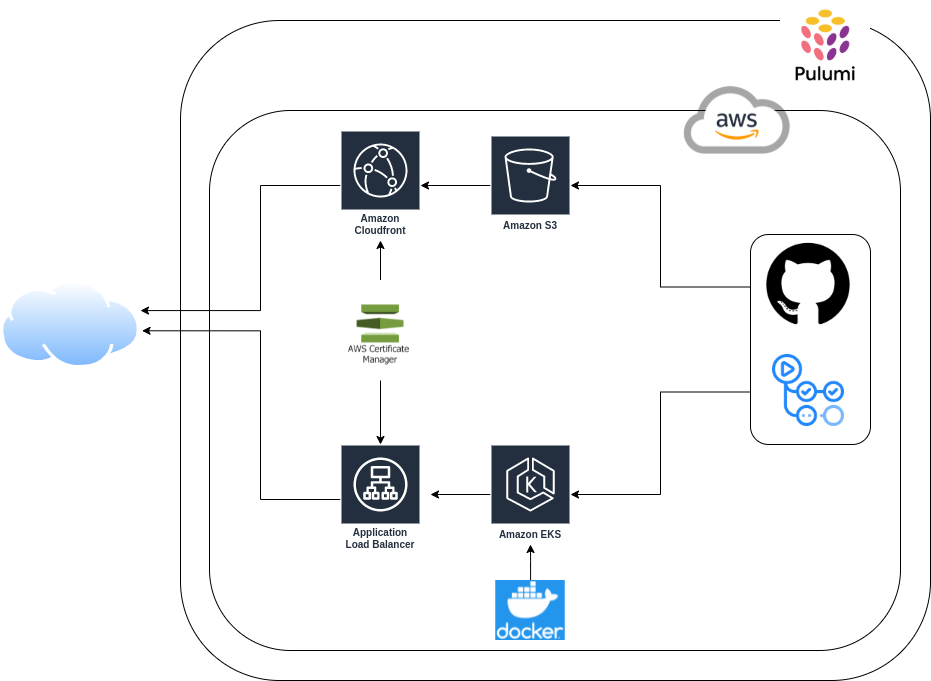 Pulumi
aws
Amazon
Cloudfront
Amazon S3
AWS Certificate
Manager
Application
Load Balancer
K
Amazon EKS
docker